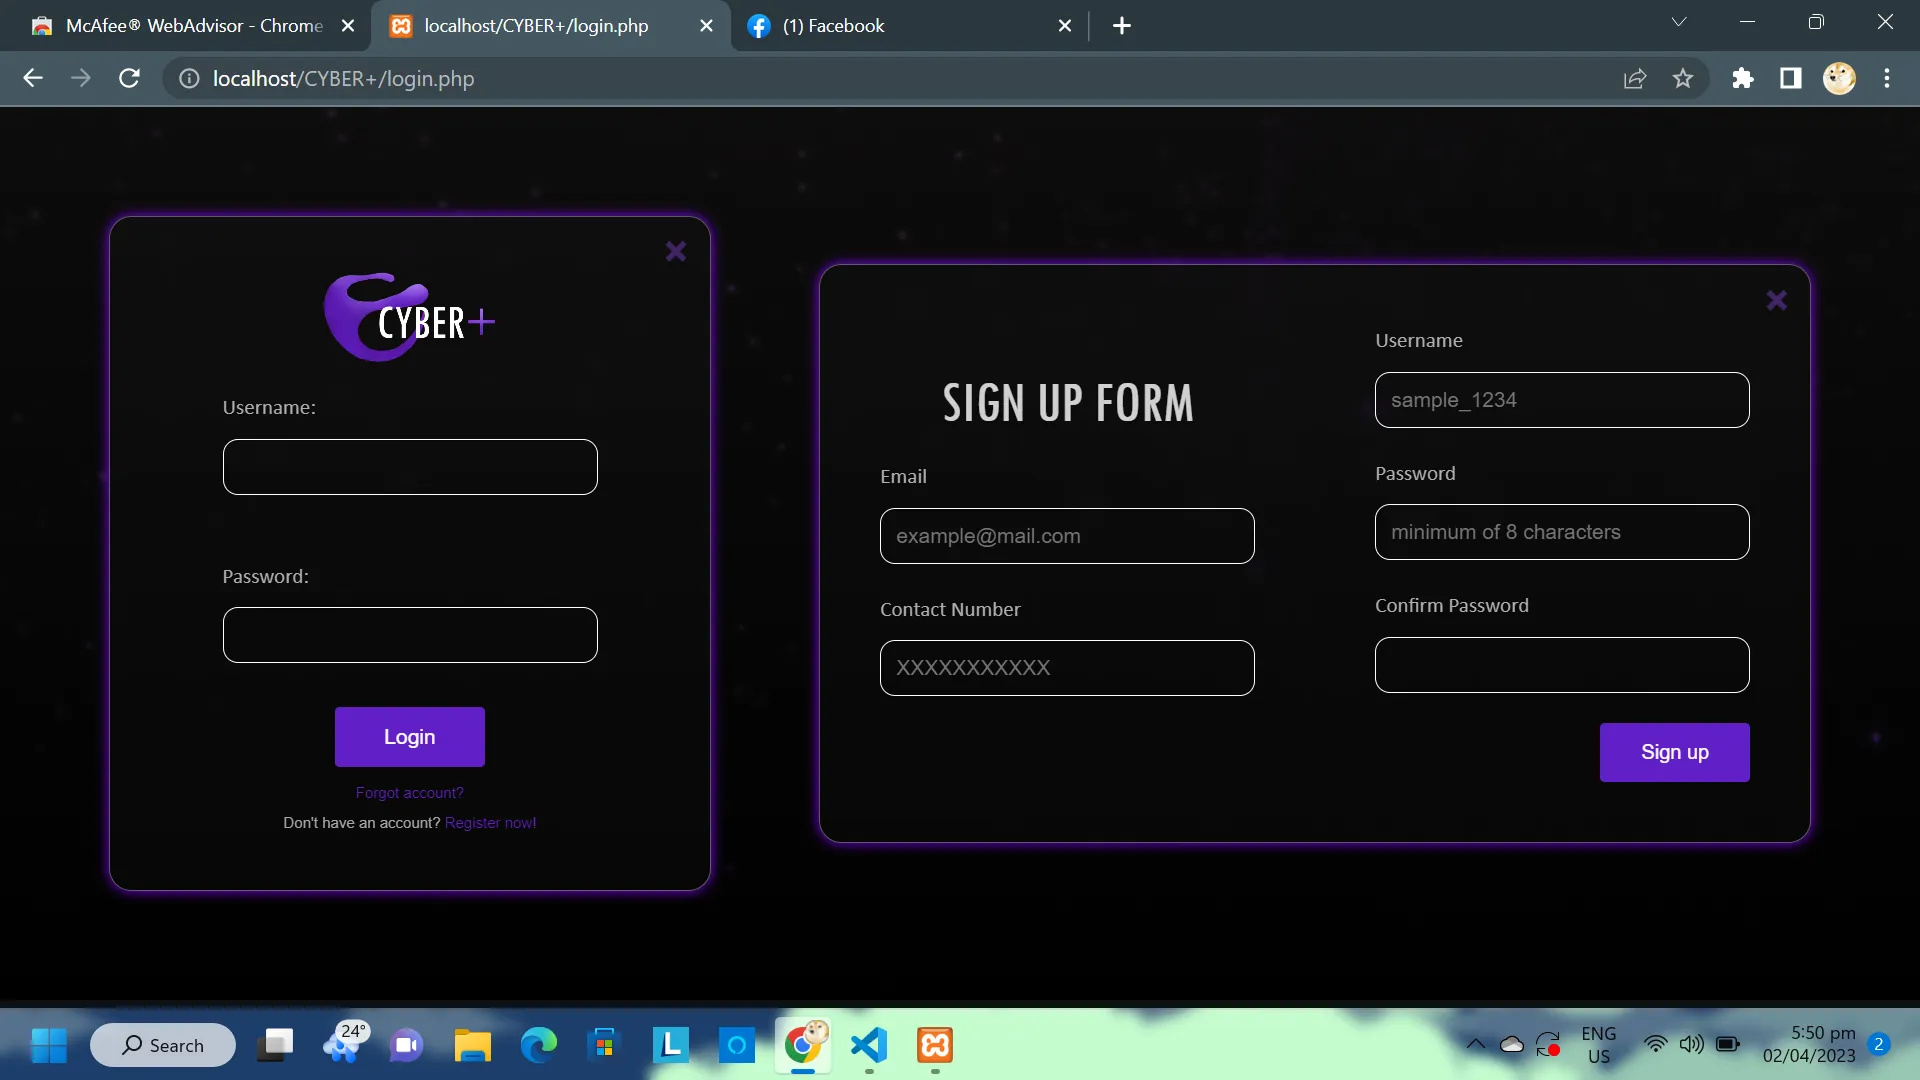 McAfee® WebAdvisor - Chrome
localhost/CYBER+/login.php
(1) Facebook
localhost/CYBER+/login.php
CYBER+
Username:
Password:
Login
Forgot account?
Don't have an account? Register now!
SIGN UP FORM
Email
example@mail.com
Contact Number
XXXXXXXXXXX
Username
sample_1234
Password
minimum of 8 characters
Confirm Password
Sign up
Search
24°
L
ENG
US
5:50 pm
02/04/2023
2